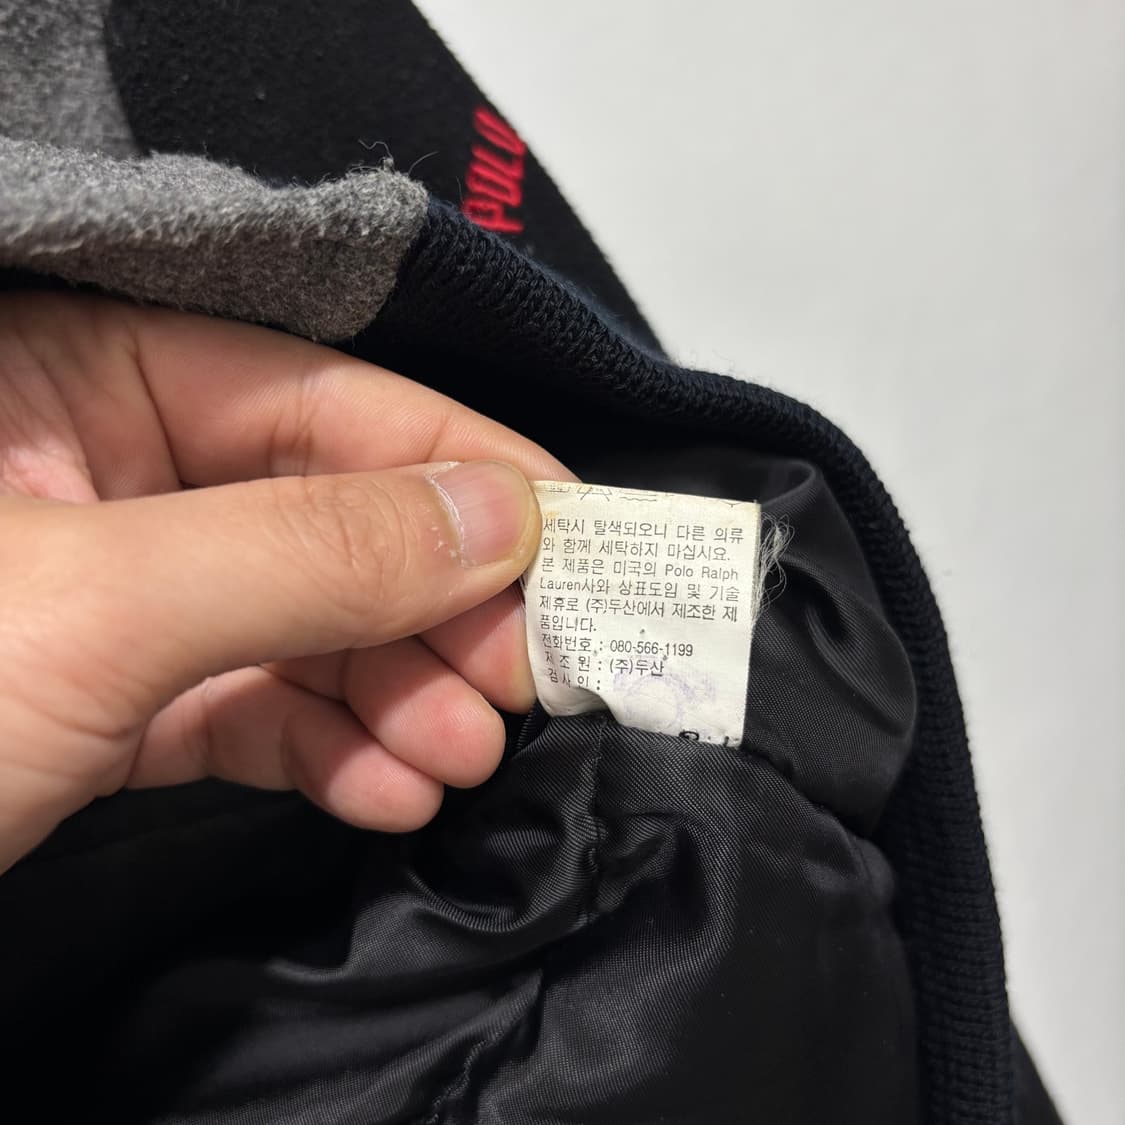 POLO
세탁시 탈색되오니 다른 의류
와 함께 세탁하지 마십시요.
본 제품은 미국의 Polo Ralph
Lauren사와 상표도입 및 기술
제휴로 (주)두산에서 제조한 제
품입니다.
전화번호 : 080-566-1199
제 조 원 : (주)두산
검 사 인 :